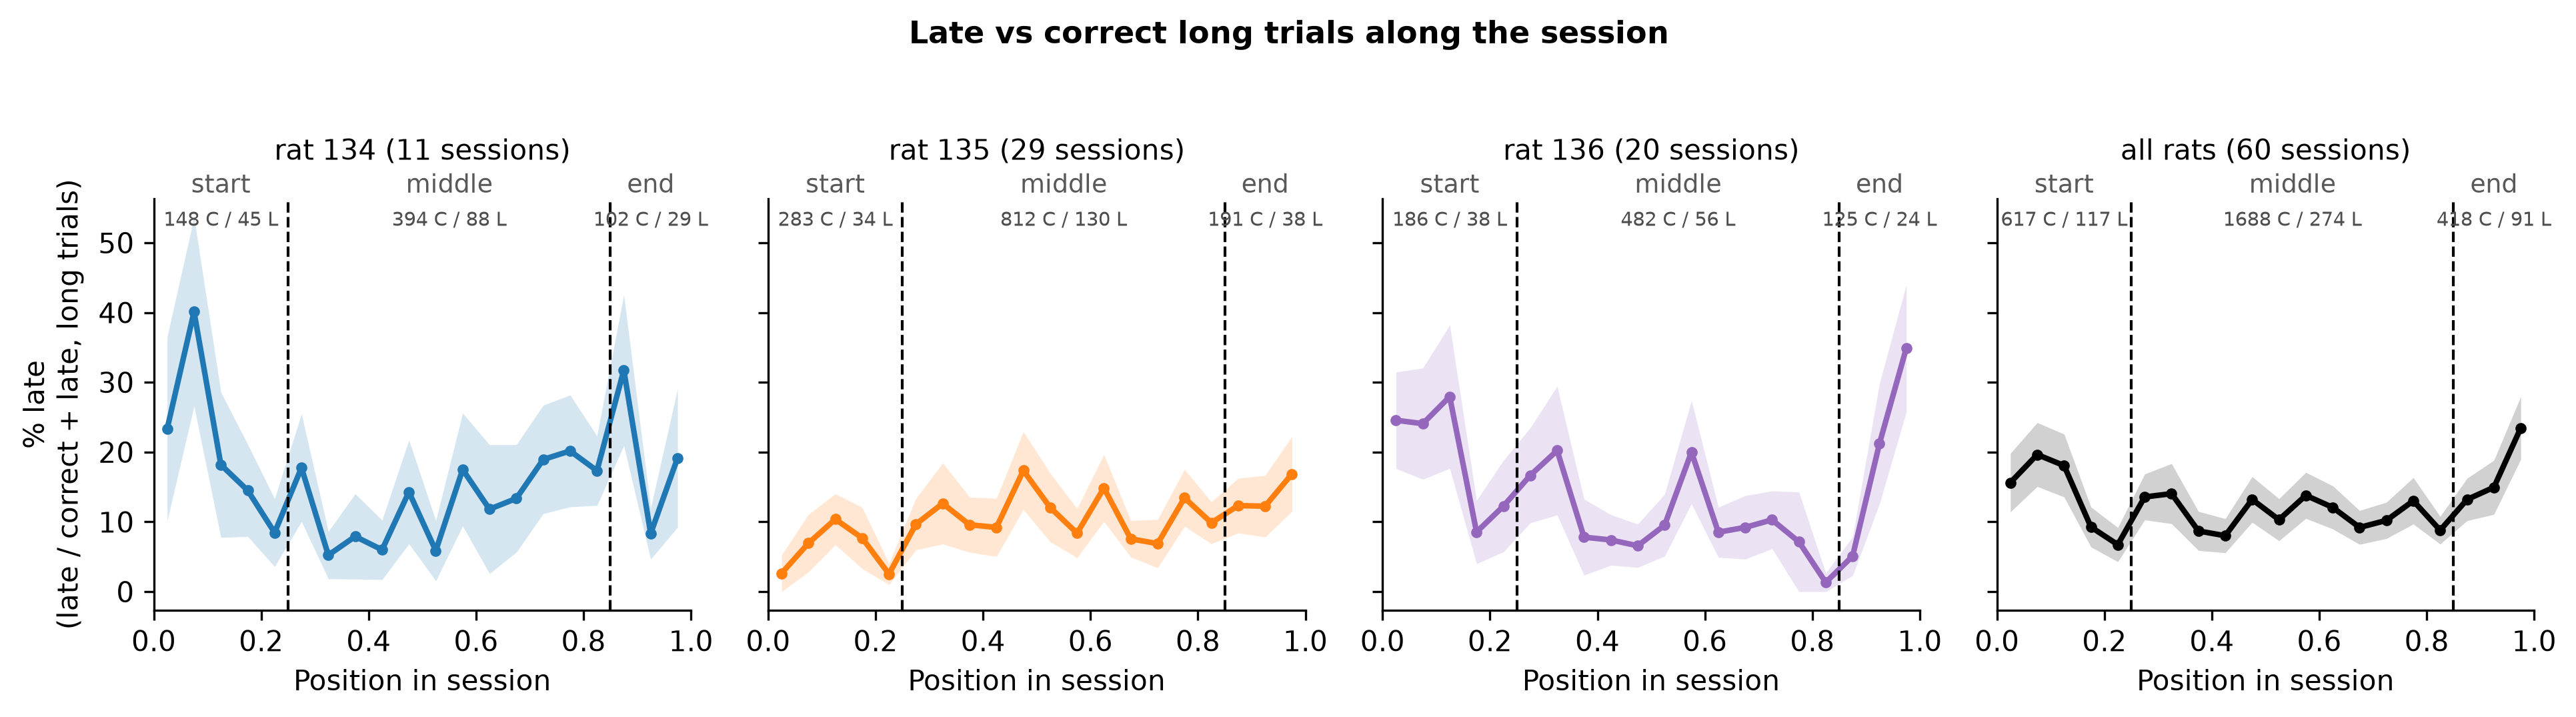 Late vs correct long trials along the session
rat 134 (11 sessions)
start middle end
148 C / 45 L 394 C / 88 L 102 C / 29 L
% late
(late / correct + late, long trials)
50
40
30
20
10
0
0.0 0.2 0.4 0.6 0.8 1.0
Position in session
rat 135 (29 sessions)
start middle end
283 C / 34 L 812 C / 130 L 191 C / 38 L
0.0 0.2 0.4 0.6 0.8 1.0
Position in session
rat 136 (20 sessions)
start middle end
186 C / 38 L 482 C / 56 L 125 C / 24 L
0.0 0.2 0.4 0.6 0.8 1.0
Position in session
all rats (60 sessions)
start middle end
617 C / 117 L 1688 C / 274 L 418 C / 91 L
0.0 0.2 0.4 0.6 0.8 1.0
Position in session